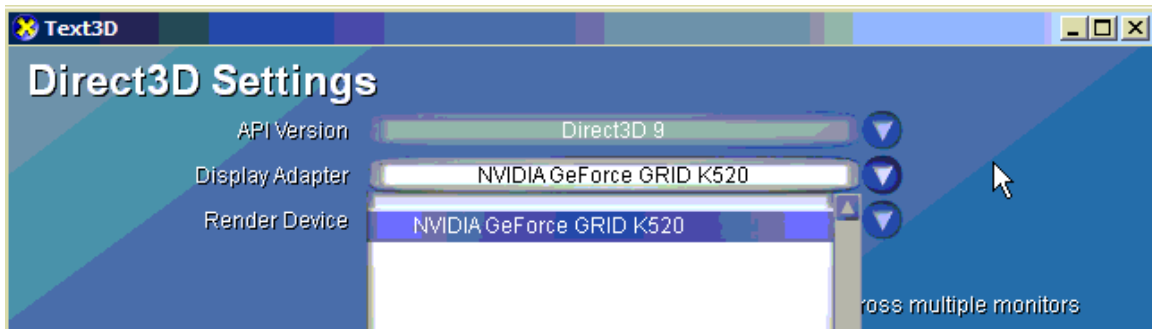 Text3D
Direct3D Settings
API Version Direct3D 9
Display Adapter NVIDIA GeForce GRID K520
Render Device NVIDIA GeForce GRID K520
ross multiple monitors